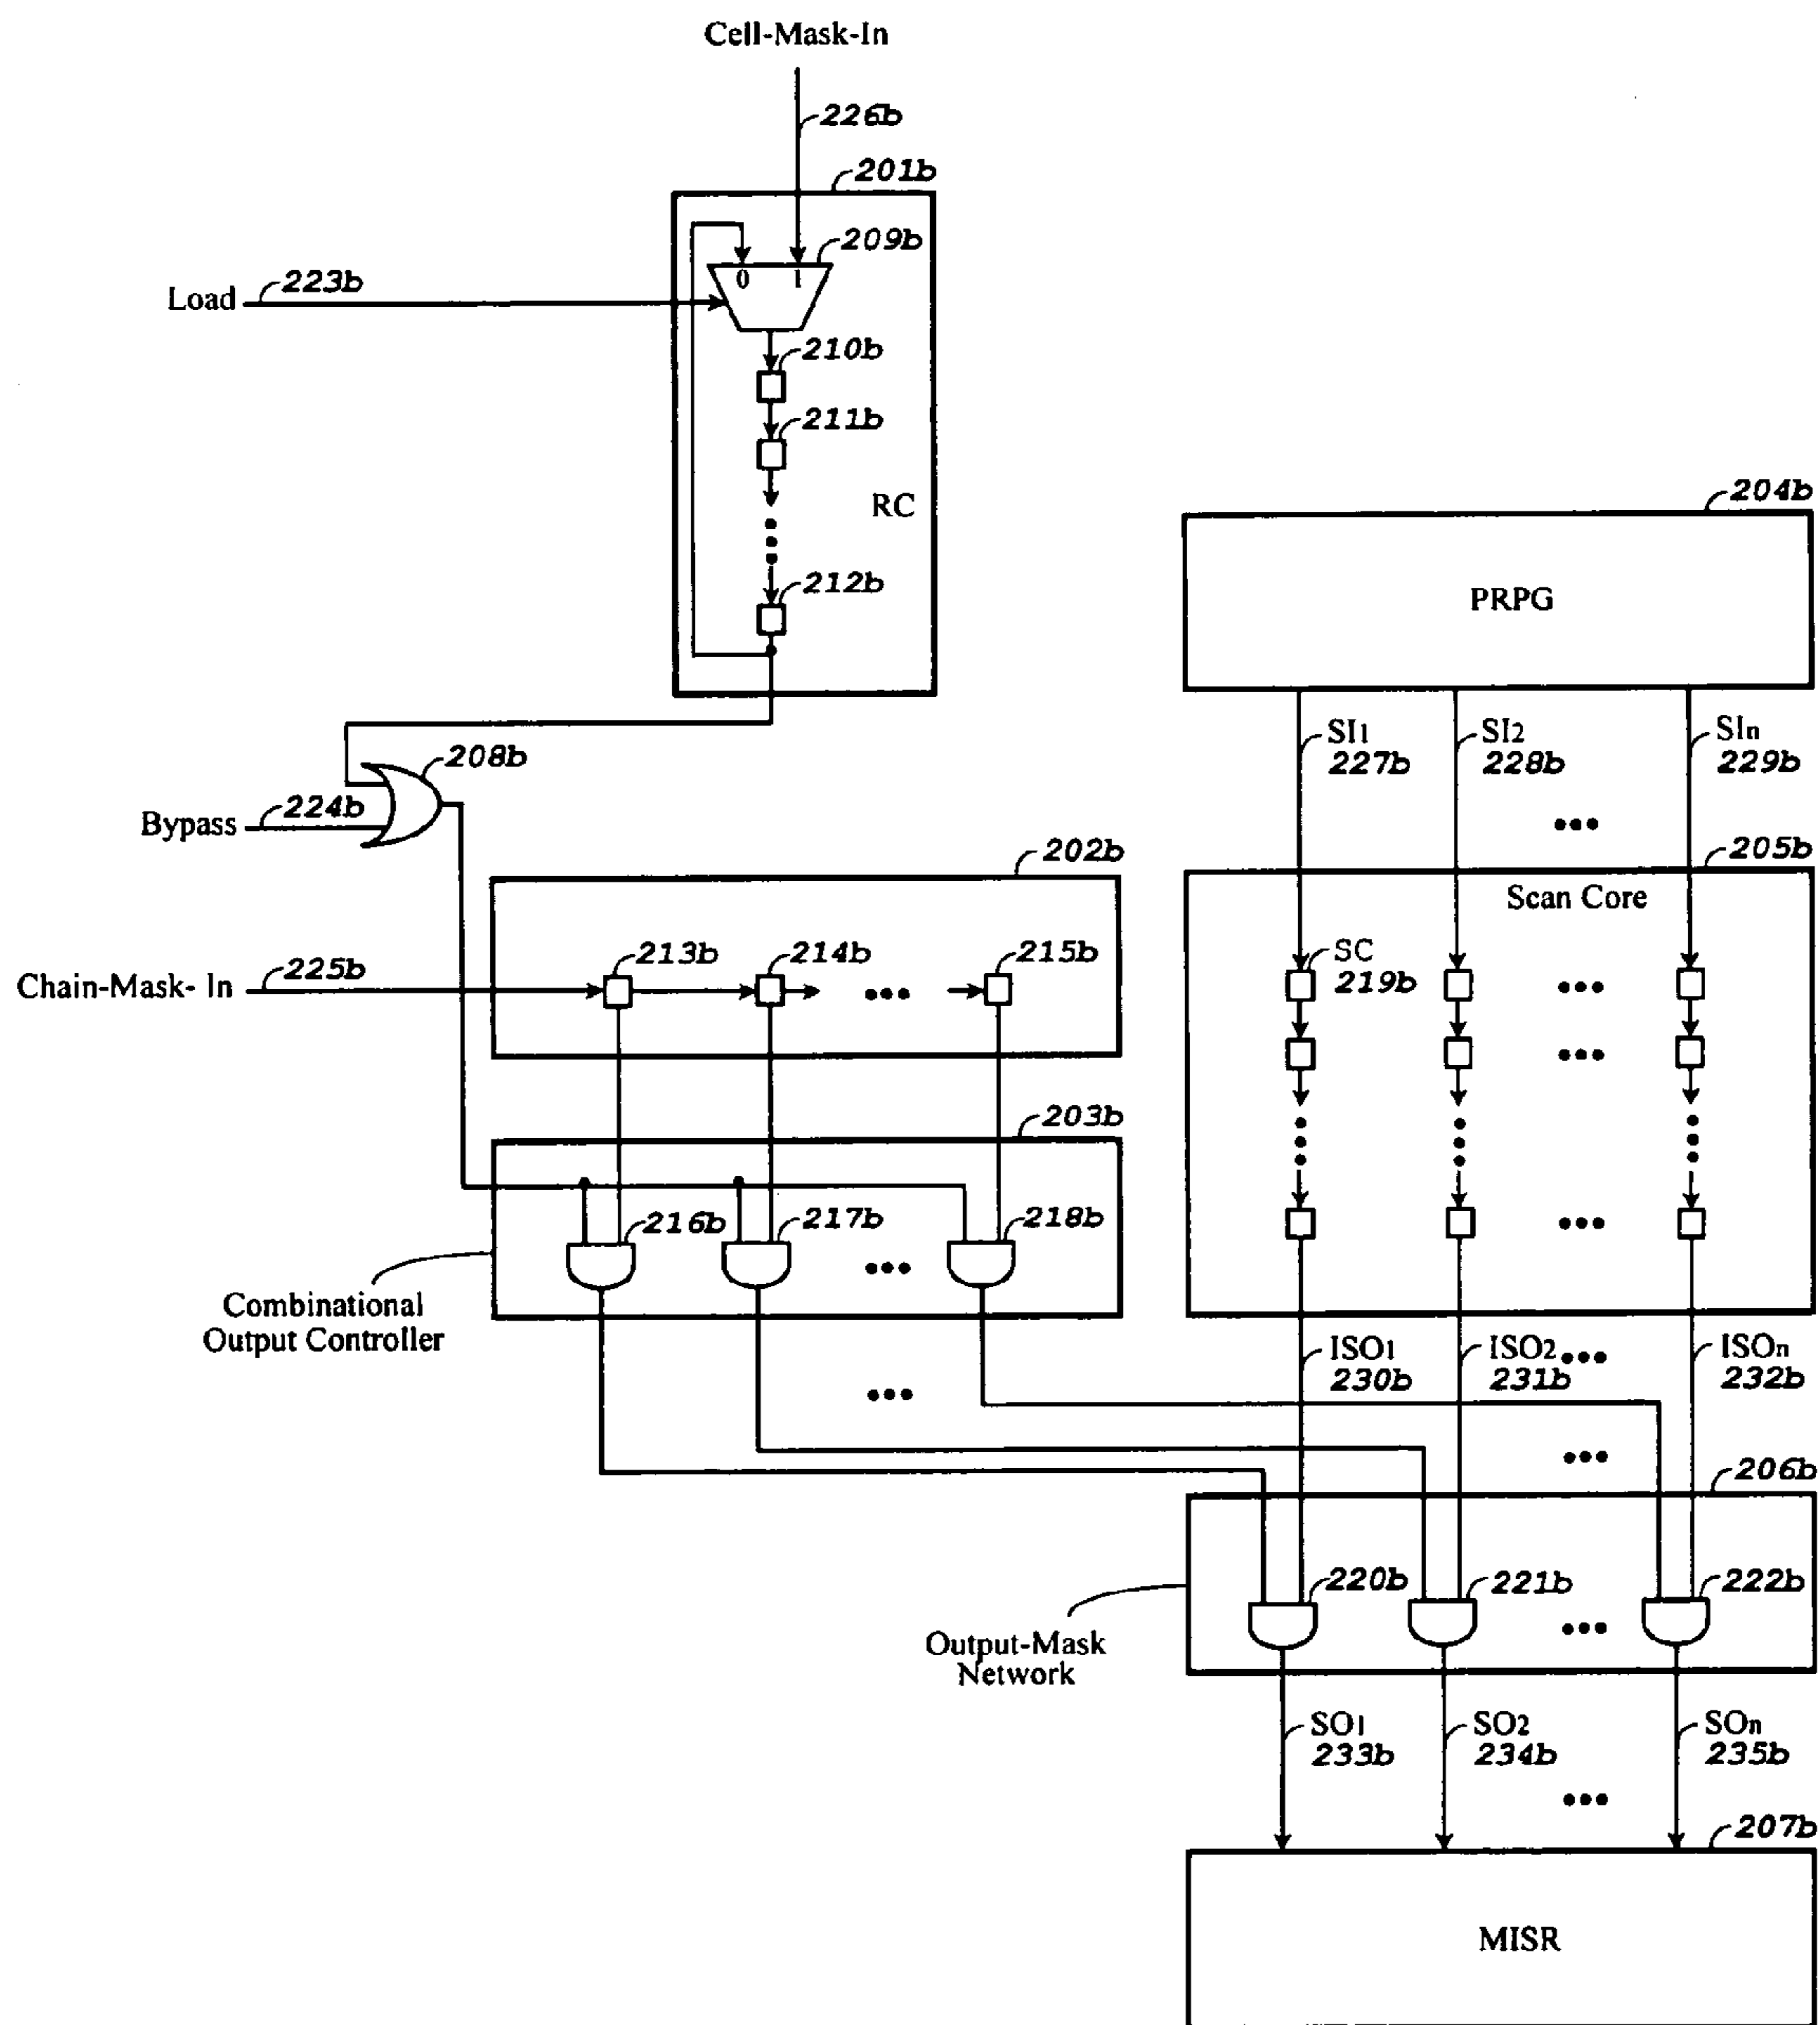 Cell-Mask-In
226b
201b
209b
0 1
Load
223b
210b
211b
RC
212b
204b
PRPG
SI1
227b
SI2
228b
SIn
229b
208b
Bypass
224b
202b
205b
Scan Core
Chain-Mask- In
225b
213b
214b
215b
SC
219b
203b
216b
217b
218b
Combinational
Output Controller
ISO1
230b
ISO2
231b
ISOn
232b
206b
220b
221b
222b
Output-Mask
Network
SO1
233b
SO2
234b
SOn
235b
207b
MISR